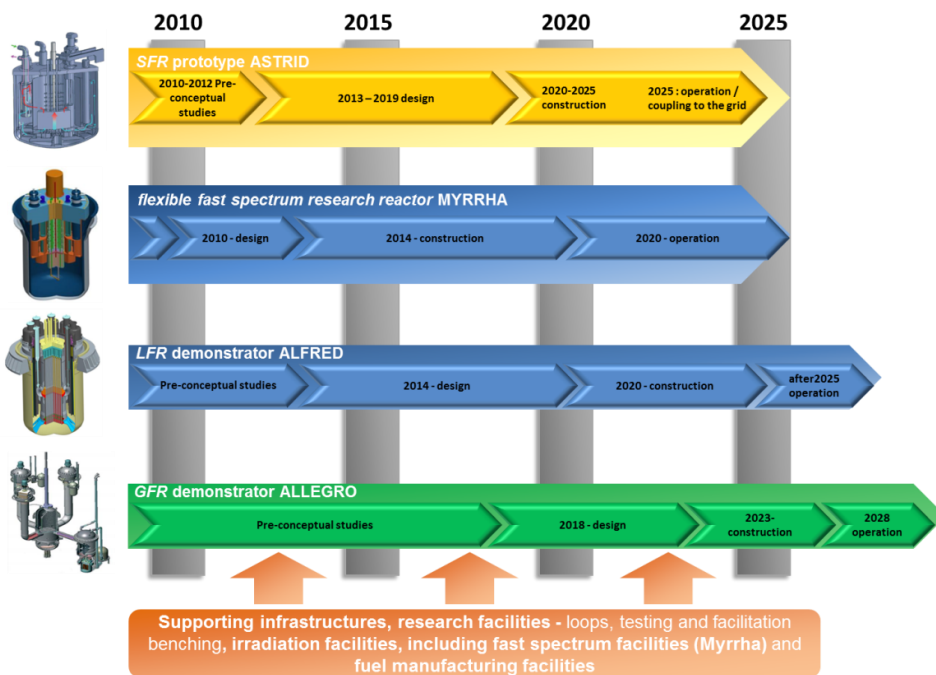 2010 2015 2020 2025
SFR prototype ASTRID
2010-2012 Pre-
conceptual
studies
2013 – 2019 design
2020-2025
construction
2025 : operation /
coupling to the grid
flexible fast spectrum research reactor MYRRHA
2010 - design
2014 - construction
2020 - operation
LFR demonstrator ALFRED
Pre-conceptual studies
2014 - design
2020 - construction
after2025
operation
GFR demonstrator ALLEGRO
Pre-conceptual studies
2018 - design
2023-
construction
2028
operation
Supporting infrastructures, research facilities - loops, testing and facilitation
benching, irradiation facilities, including fast spectrum facilities (Myrrha) and
fuel manufacturing facilities